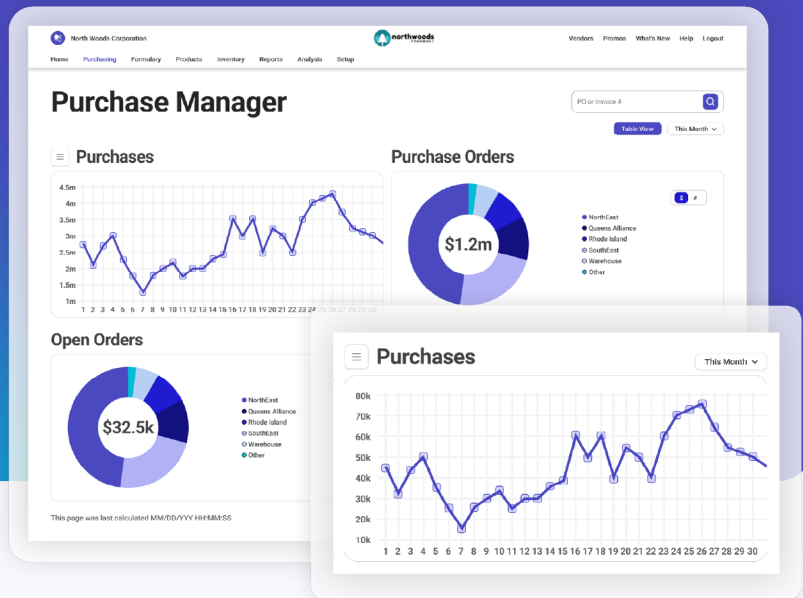 North Woods Corporation
northwoods
PHARMACY
Vendors Promos What's New Help Logout
Home Purchasing Formulary Products Inventory Reports Analysis Setup
Purchase Manager
PO or Invoice #
Table View This Month
Purchases
4.5m
4m
3.5m
3m
2.5m
2m
1.5m
1m
1 2 3 4 5 6 7 8 9 10 11 12 13 14 15 16 17 18 19 20 21 22 23 24 25 26 27 28 29 30
Purchase Orders
$ #
$1.2m
NorthEast
Queens Alliance
Rhode Island
SouthEast
Warehouse
Other
Open Orders
$32.5k
NorthEast
Queens Alliance
Rhode Island
SouthEast
Warehouse
Other
This page was last calculated MM/DD/YYY HH:MM:SS
Purchases
This Month
80k
70k
60k
50k
40k
30k
20k
10k
1 2 3 4 5 6 7 8 9 10 11 12 13 14 15 16 17 18 19 20 21 22 23 24 25 26 27 28 29 30